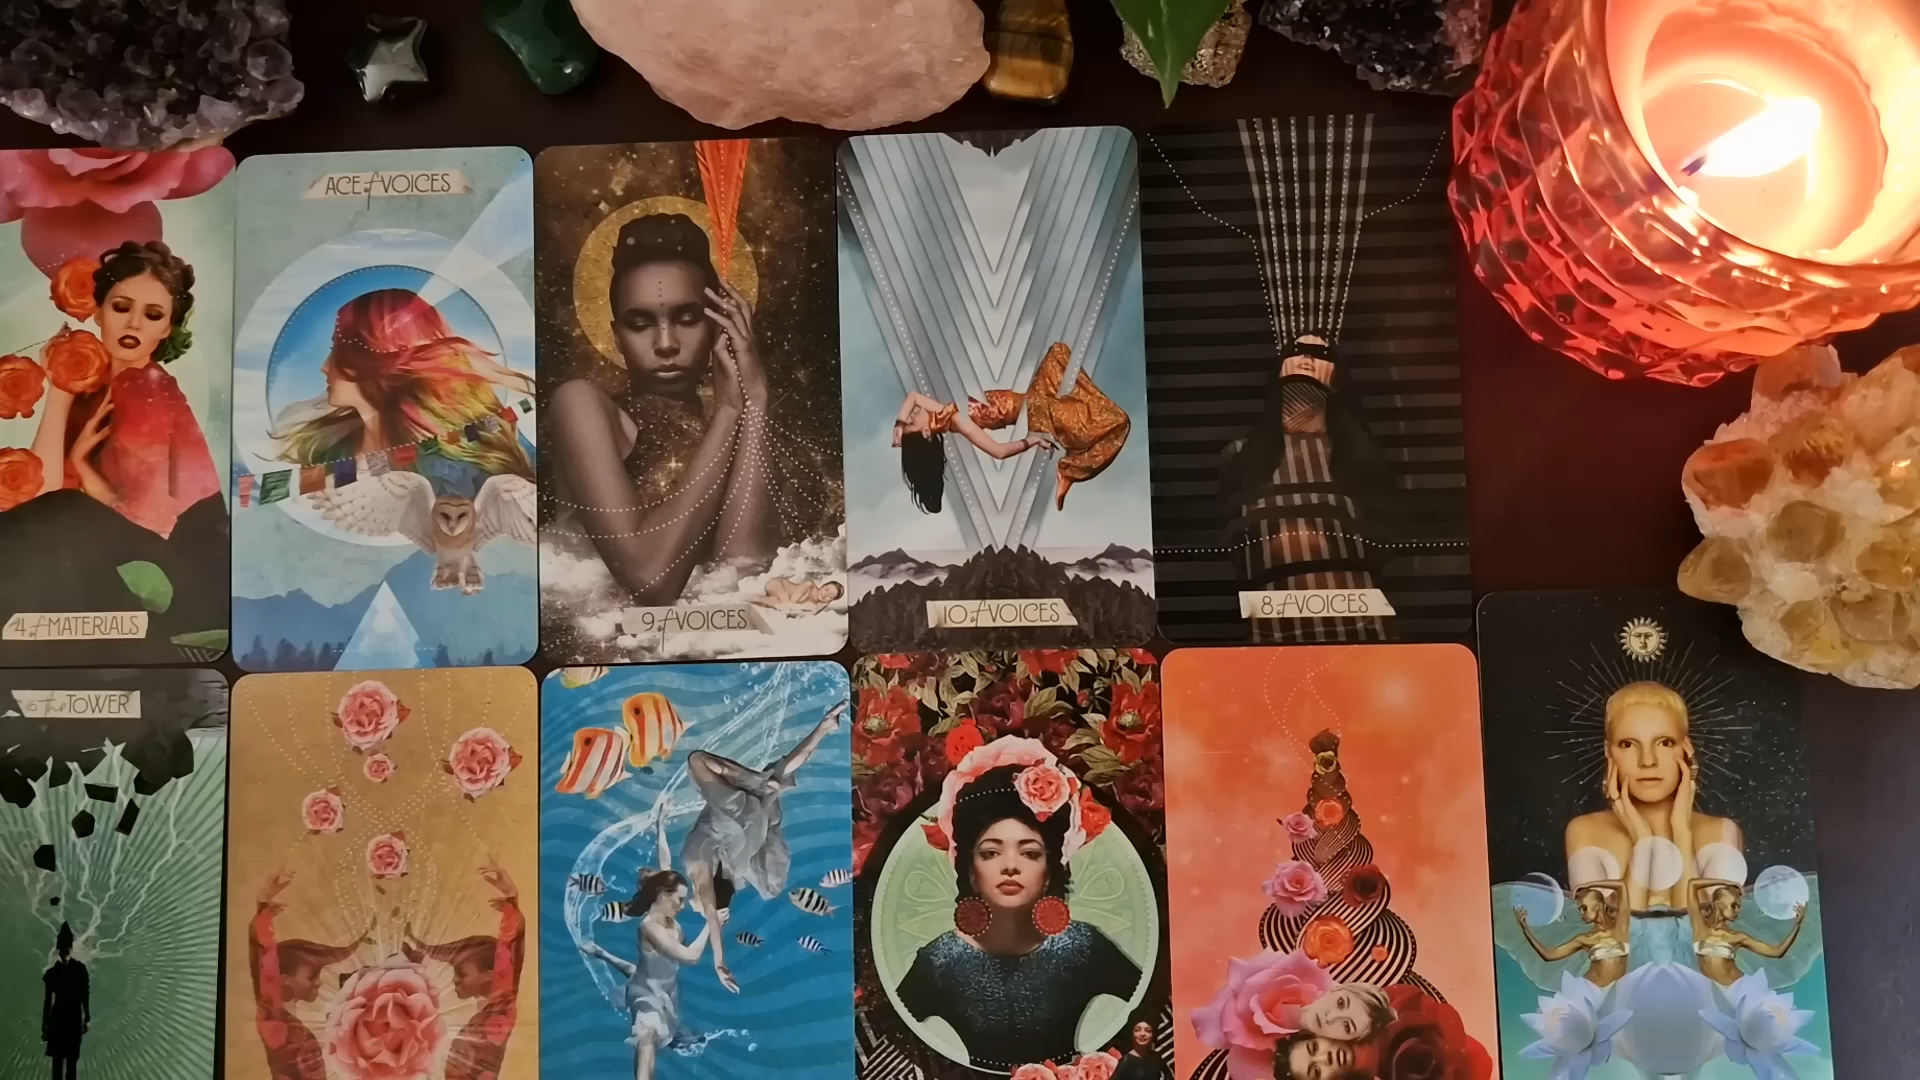 ACE of VOICES
4 of MATERIALS
9 of VOICES
10 of VOICES
8 of VOICES
16 the TOWER